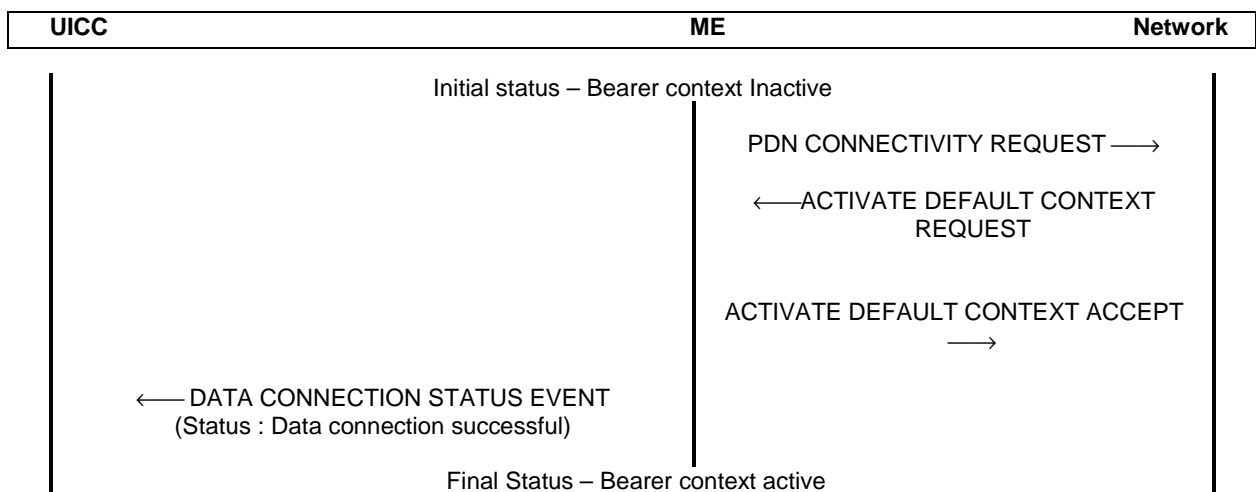 UICC ME Network
Initial status – Bearer context Inactive
PDN CONNECTIVITY REQUEST →
← ACTIVATE DEFAULT CONTEXT
REQUEST
ACTIVATE DEFAULT CONTEXT ACCEPT
→
← DATA CONNECTION STATUS EVENT
(Status : Data connection successful)
Final Status – Bearer context active